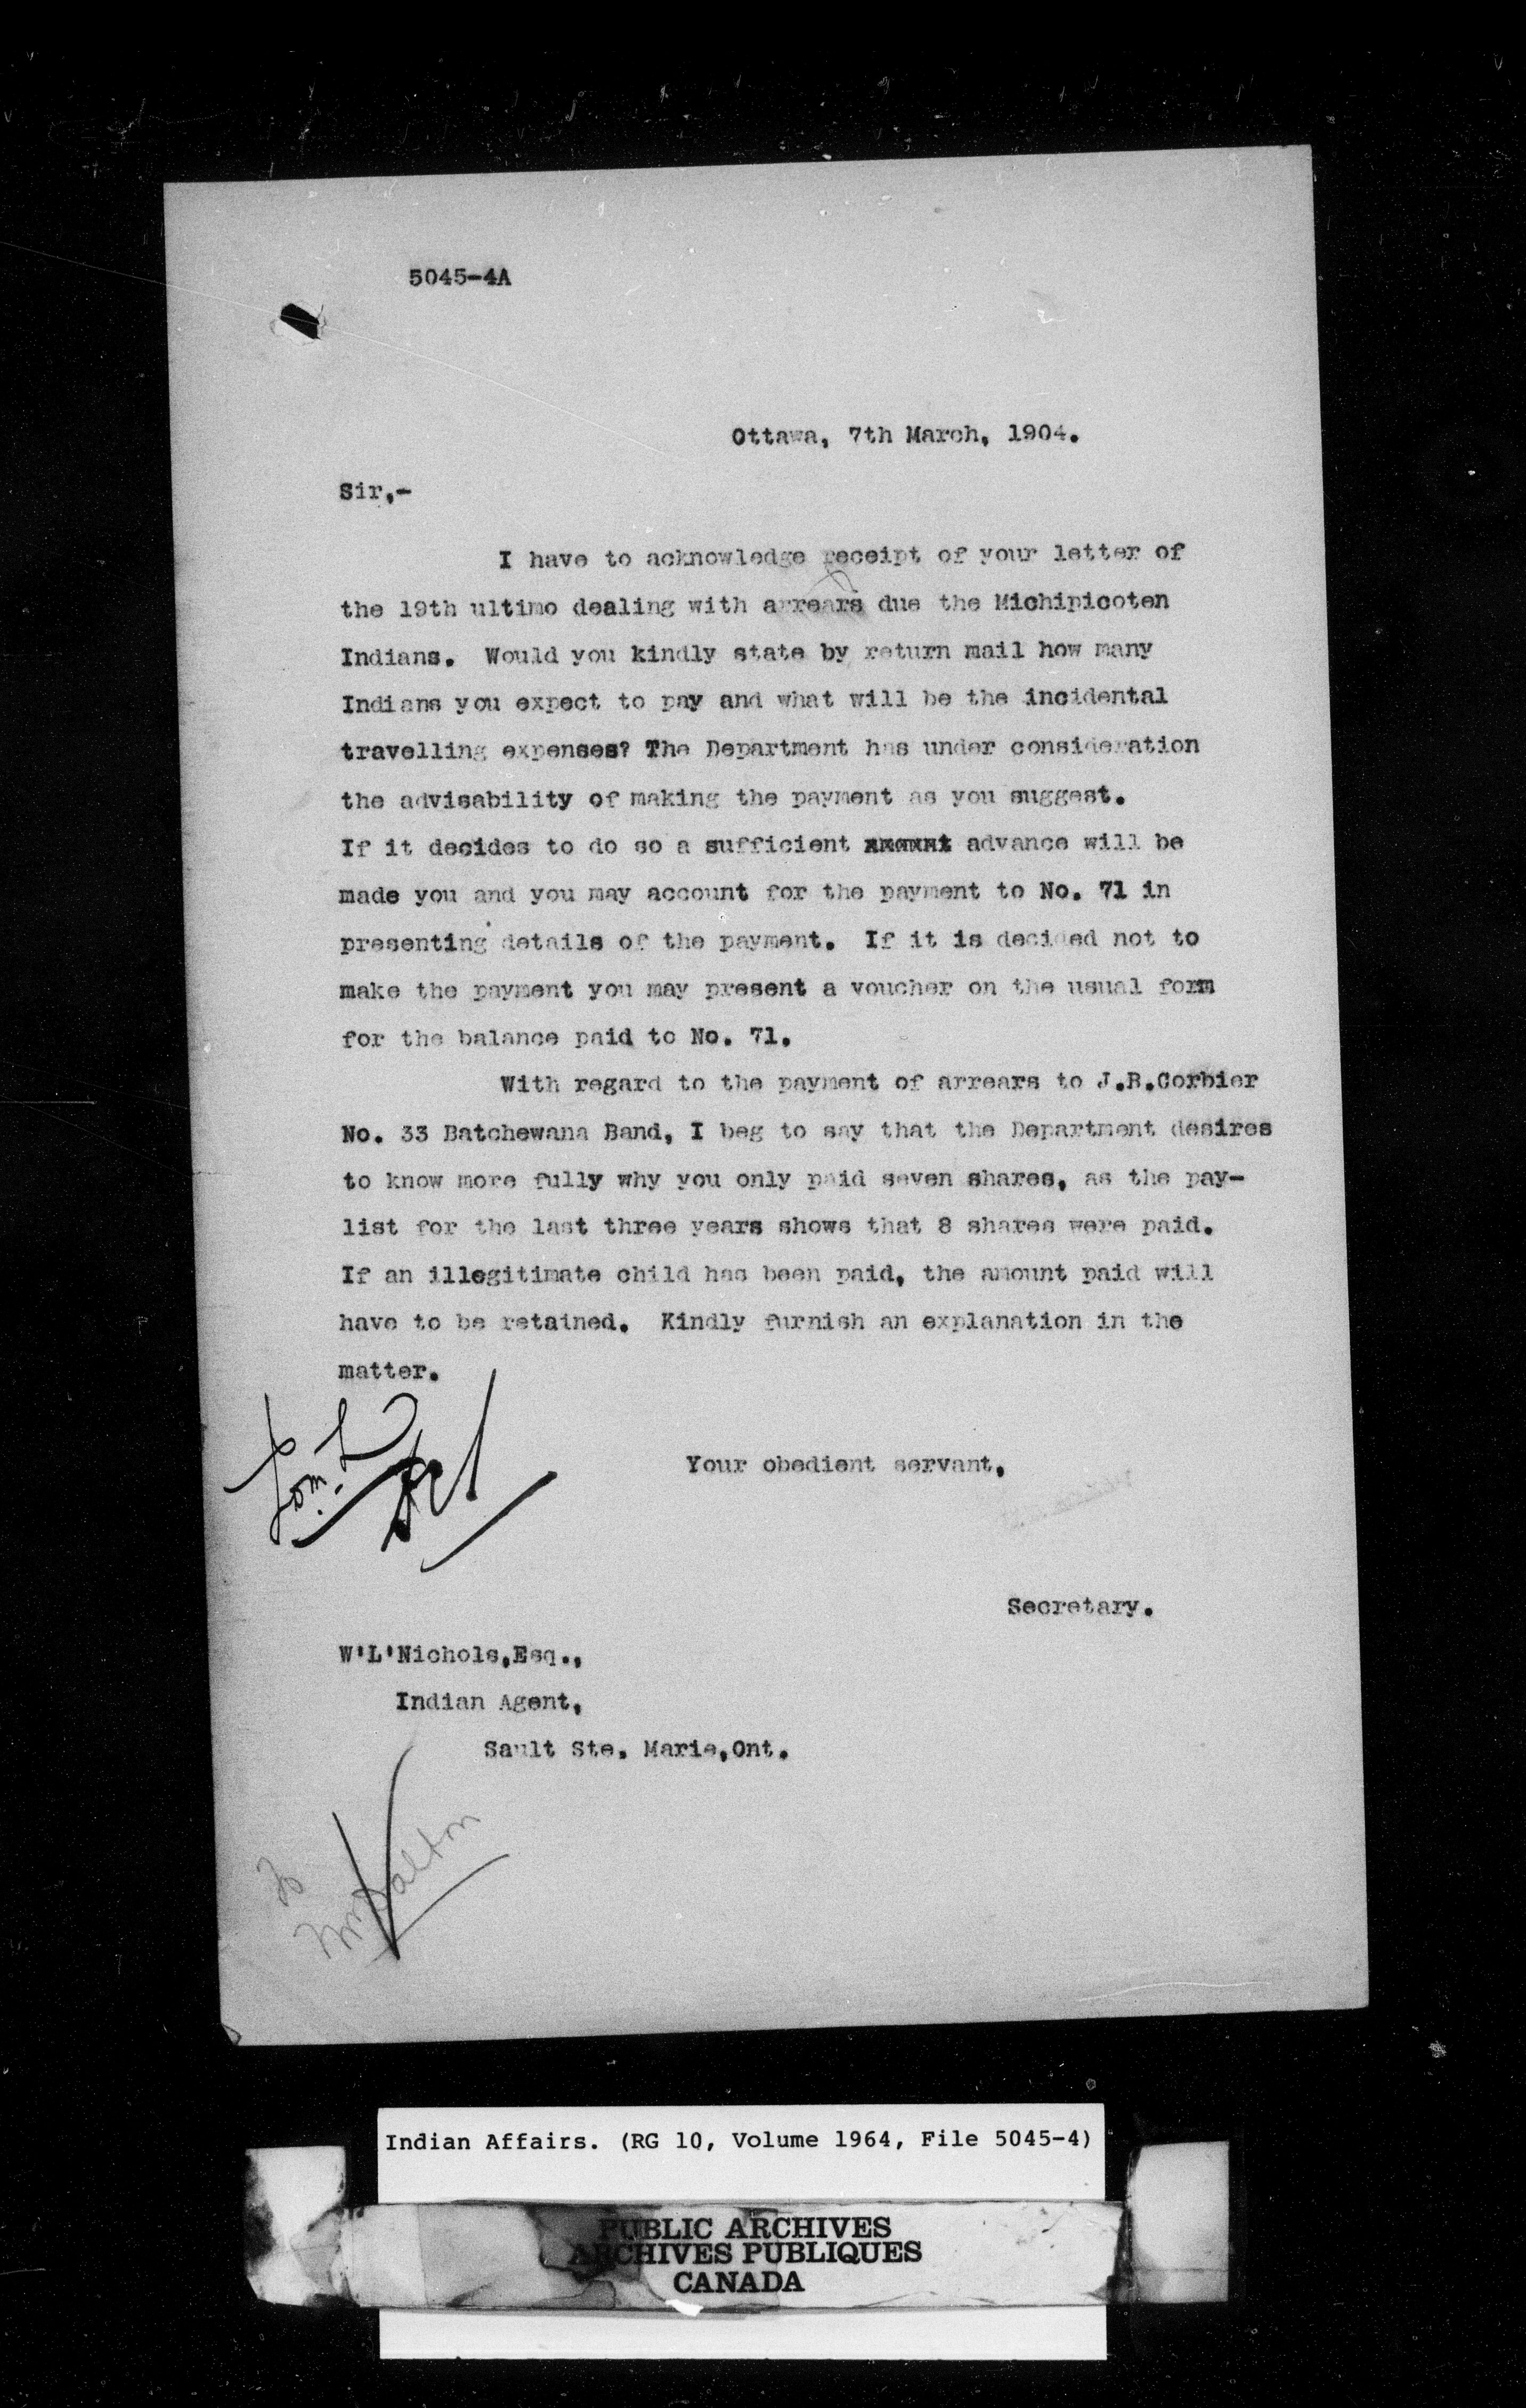 5045-4A
Ottawa, 7th March, 1904.
Sir,-
I have to acknowledge receipt of your letter of
the 19th ultimo dealing with arrears due the Michipicoten
Indians. Would you kindly state by return mail how many
Indians you expect to pay and what will be the incidental
travelling expenses? The Department has under consideration
the advisability of making the payment as you suggest.
If it decides to do so a sufficient advance will be
made you and you may account for the payment to No. 71 in
presenting details of the payment. If it is decided not to
make the payment you may present a voucher on the usual form
for the balance paid to No. 71.
With regard to the payment of arrears to J.B.Corbier
No. 33 Batchewana Band, I beg to say that the Department desires
to know more fully why you only paid seven shares, as the pay-
list for the last three years shows that 8 shares were paid.
If an illegitimate child has been paid, the amount paid will
have to be retained. Kindly furnish an explanation in the
matter.
Your obedient servant,
Secretary.
W'L'Nichols,Esq.,
Indian Agent,
Sault Ste. Marie,Ont.
To
Mr Dalton
Indian Affairs. (RG 10, Volume 1964, File 5045-4)
PUBLIC ARCHIVES
ARCHIVES PUBLIQUES
CANADA